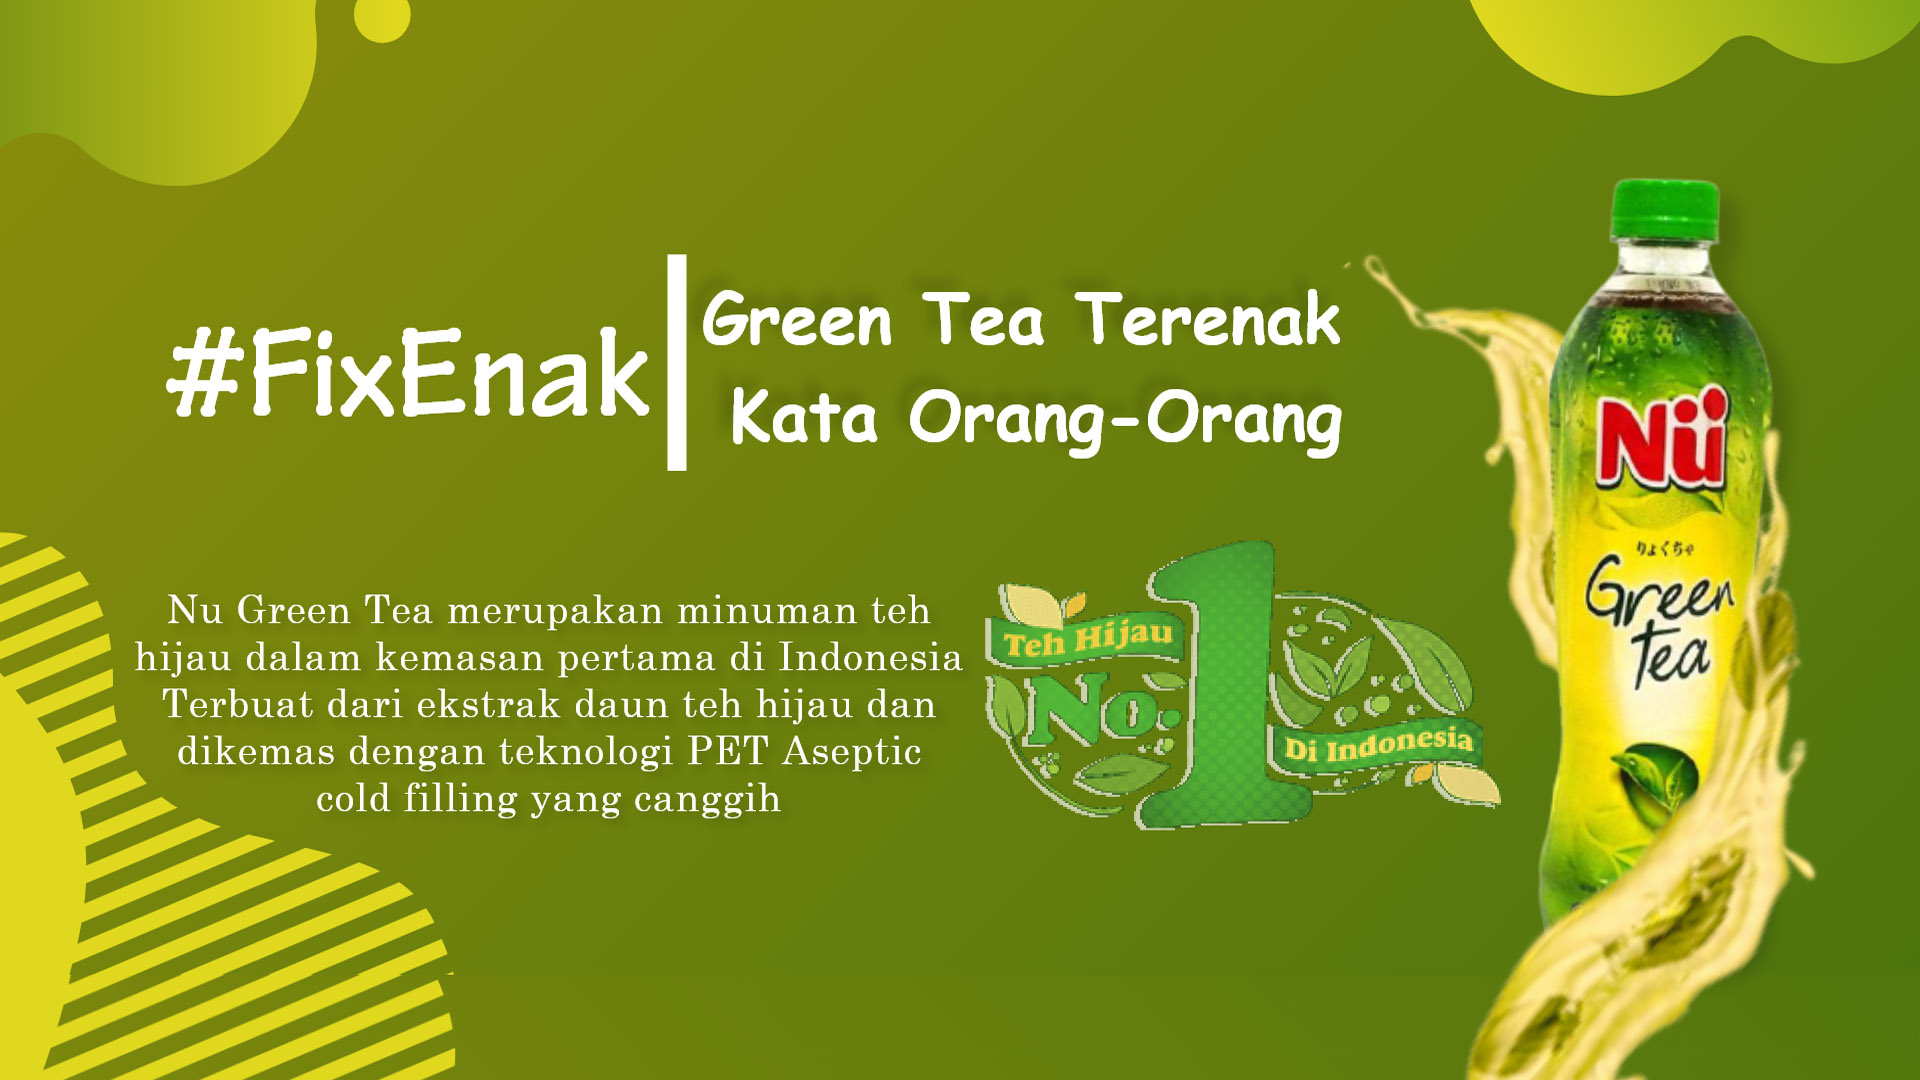 #FixEnak
Green Tea Terenak
Kata Orang-Orang
Nu Green Tea merupakan minuman teh
hijau dalam kemasan pertama di Indonesia
Terbuat dari ekstrak daun teh hijau dan
dikemas dengan teknologi PET Aseptic
cold filling yang canggih
Teh Hijau
No. 1
Di Indonesia
Nü
りょくちゃ
Green
Tea